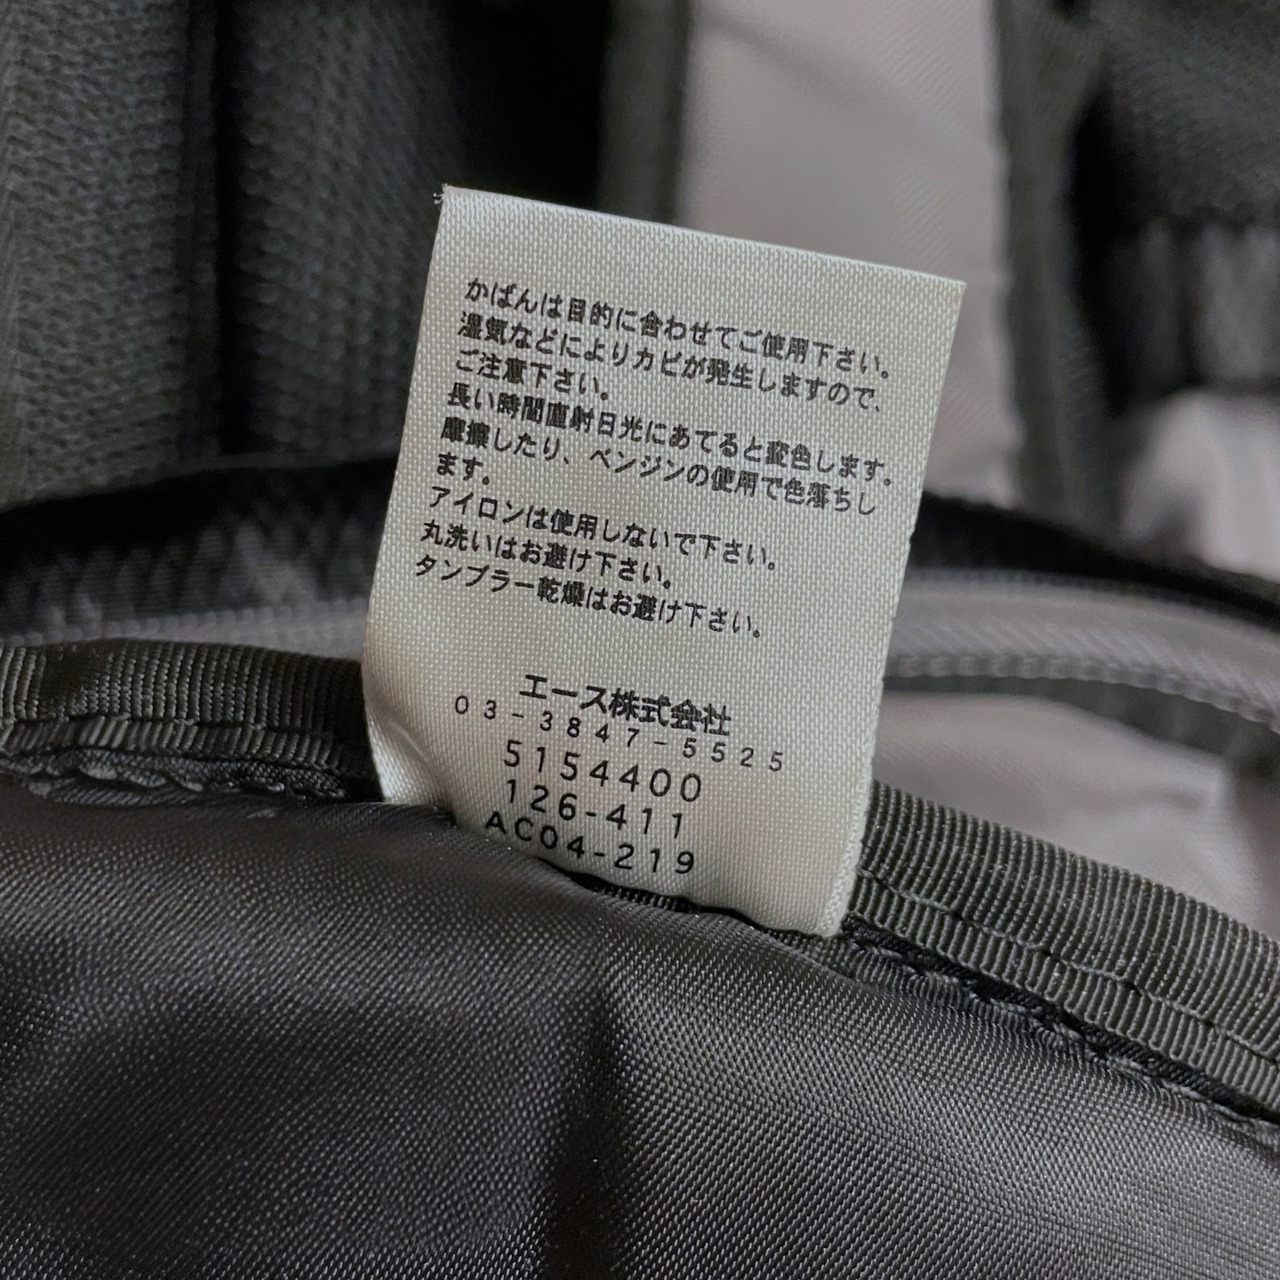 かばんは目的に合わせてご使用下さい。
湿気などによりカビが発生しますので、
ご注意下さい。
長い時間直射日光にあてると変色します。
摩擦したり、ベンジンの使用で色落ちし
ます。
アイロンは使用しないで下さい。
丸洗いはお避け下さい。
タンブラー乾燥はお避け下さい。
エース株式会社
03-3847-5525
5154400
126-411
AC04-219